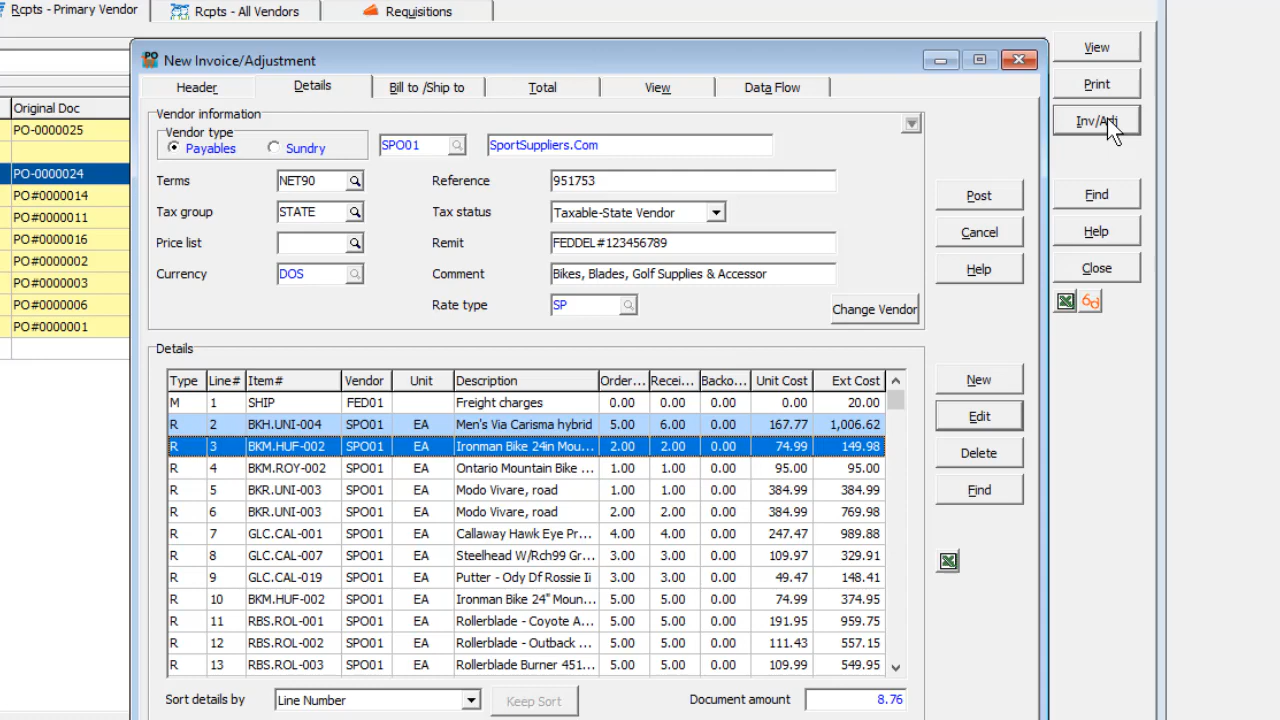 Rcpts - Primary Vendor Rcpts - All Vendors Requisitions
View
Print
Inv/Adj
Find
Help
Close
Original Doc
PO-0000025
PO-0000024
PO#0000014
PO#0000011
PO#0000016
PO#0000002
PO#0000003
PO#0000006
PO#0000001
New Invoice/Adjustment
Header Details Bill to /Ship to Total View Data Flow
Vendor information
Vendor type
Payables Sundry SPO01 SportSuppliers.Com
Terms NET90 Reference 951753
Tax group STATE Tax status Taxable-State Vendor
Price list Remit FEDDEL#123456789
Currency DOS Comment Bikes, Blades, Golf Supplies & Accessor
Rate type SP
Change Vendor
Post
Cancel
Help
Details
Type Line# Item# Vendor Unit Description Order... Recei... Backo... Unit Cost Ext Cost
M 1 SHIP FED01 Freight charges 0.00 0.00 0.00 0.00 20.00
R 2 BKH.UNI-004 SPO01 EA Men's Via Carisma hybrid 5.00 6.00 0.00 167.77 1,006.62
R 3 BKM.HUF-002 SPO01 EA Ironman Bike 24in Mou... 2.00 2.00 0.00 74.99 149.98
R 4 BKM.ROY-002 SPO01 EA Ontario Mountain Bike ... 1.00 1.00 0.00 95.00 95.00
R 5 BKR.UNI-003 SPO01 EA Modo Vivare, road 1.00 1.00 0.00 384.99 384.99
R 6 BKR.UNI-003 SPO01 EA Modo Vivare, road 2.00 2.00 0.00 384.99 769.98
R 7 GLC.CAL-001 SPO01 EA Callaway Hawk Eye Pr... 4.00 4.00 0.00 247.47 989.88
R 8 GLC.CAL-007 SPO01 EA Steelhead W/Rch99 Gr... 3.00 3.00 0.00 109.97 329.91
R 9 GLC.CAL-019 SPO01 EA Putter - Ody Df Rossie Ii 3.00 3.00 0.00 49.47 148.41
R 10 BKM.HUF-002 SPO01 EA Ironman Bike 24" Moun... 5.00 5.00 0.00 74.99 374.95
R 11 RBS.ROL-001 SPO01 EA Rollerblade - Coyote A... 5.00 5.00 0.00 191.95 959.75
R 12 RBS.ROL-002 SPO01 EA Rollerblade - Outback ... 5.00 5.00 0.00 111.43 557.15
R 13 RBS.ROL-003 SPO01 EA Rollerblade Burner 451... 5.00 5.00 0.00 109.99 549.95
New
Edit
Delete
Find
Sort details by Line Number Keep Sort Document amount 8.76